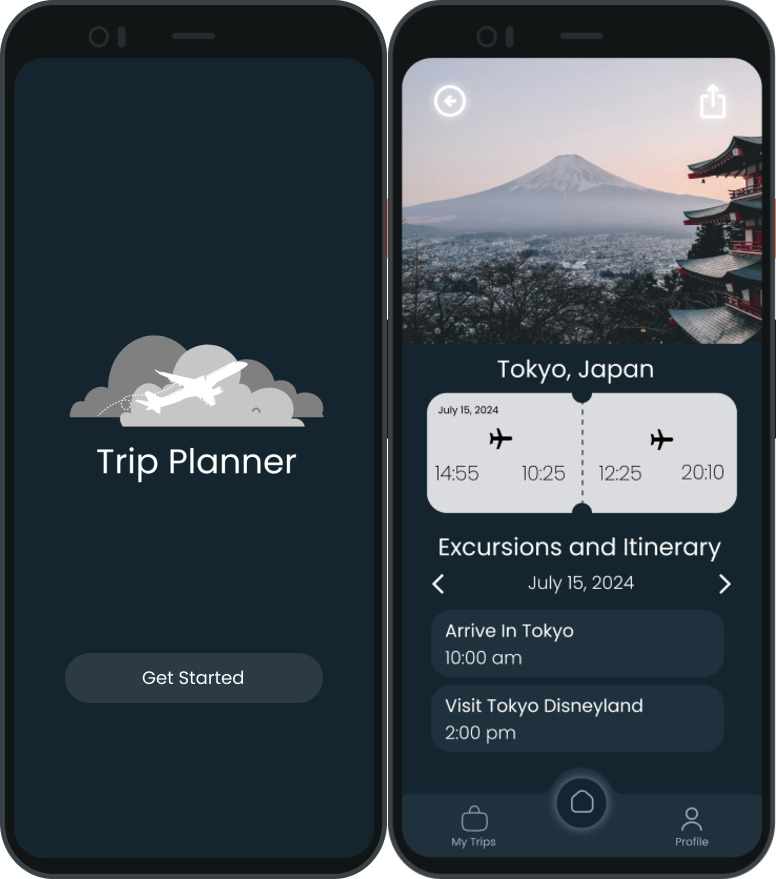 Trip Planner
Get Started
Tokyo, Japan
July 15, 2024
14:55 10:25 12:25 20:10
Excursions and Itinerary
July 15, 2024
Arrive In Tokyo
10:00 am
Visit Tokyo Disneyland
2:00 pm
My Trips
Profile